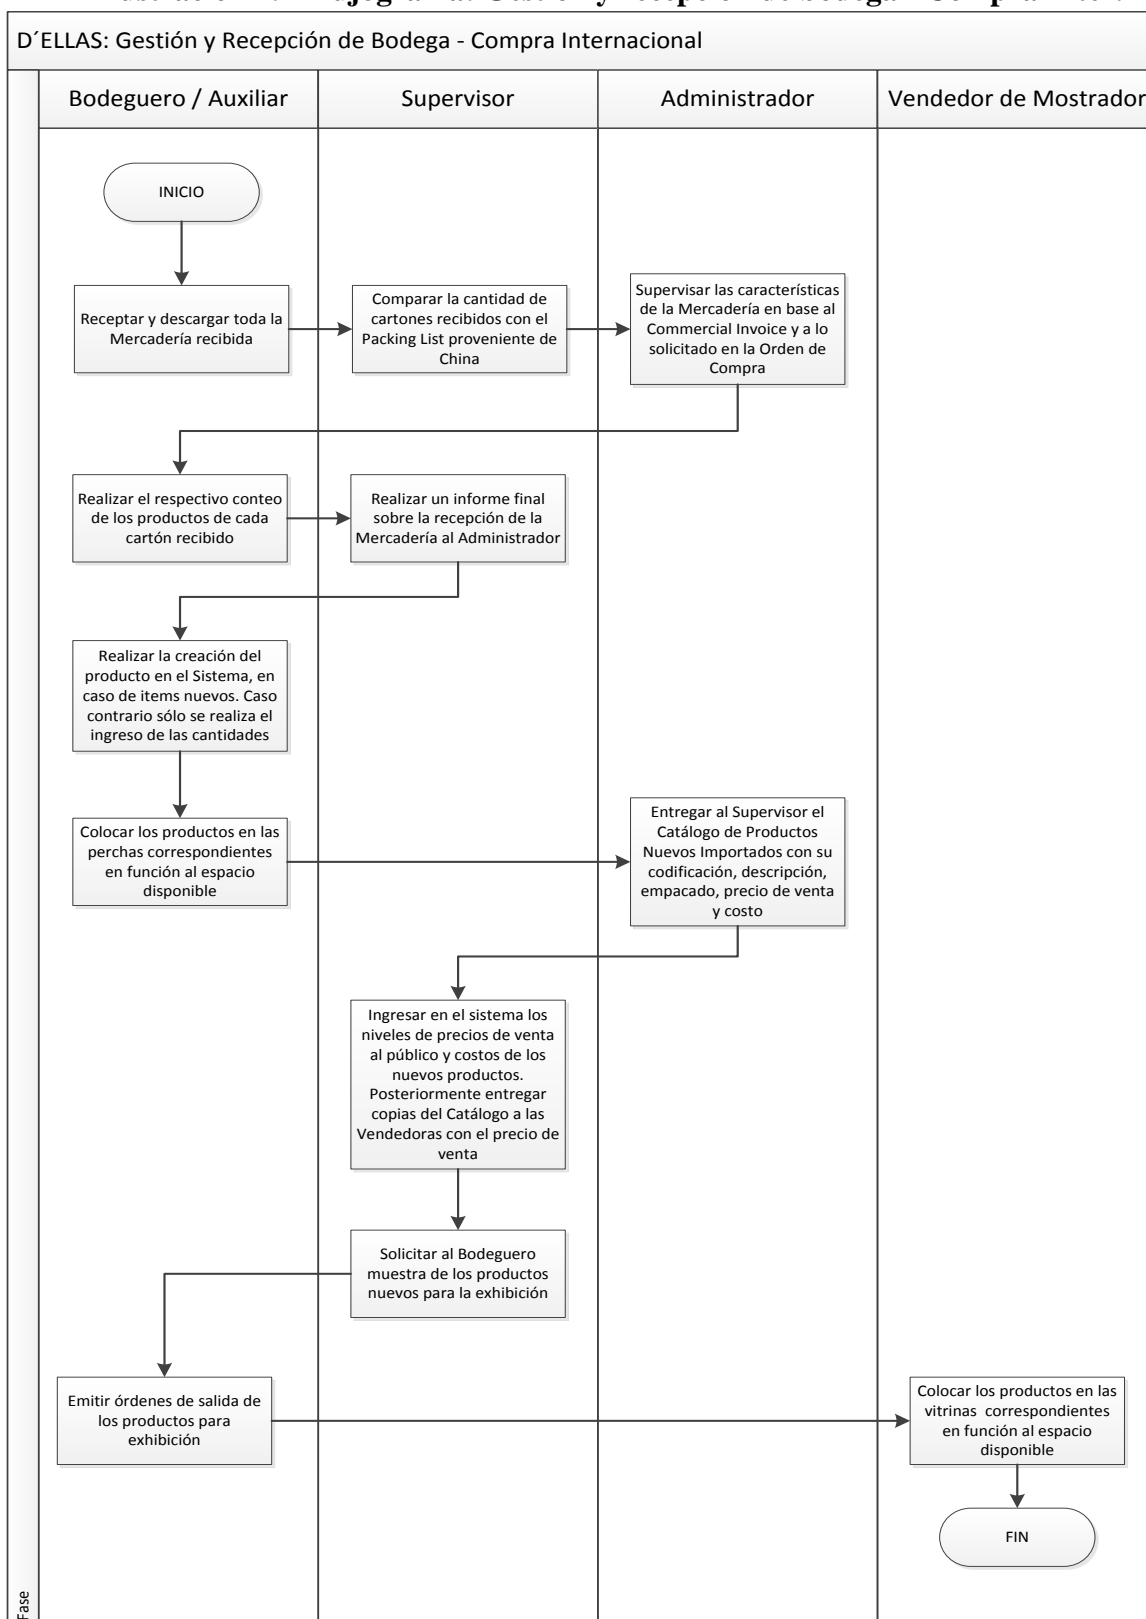 D´ELLAS: Gestión y Recepción de Bodega - Compra Internacional
Bodeguero / Auxiliar
Supervisor
Administrador
Vendedor de Mostrador
INICIO
Receptar y descargar toda la
Mercadería recibida
Comparar la cantidad de
cartones recibidos con el
Packing List proveniente de
China
Supervisar las características
de la Mercadería en base al
Commercial Invoice y a lo
solicitado en la Orden de
Compra
Realizar el respectivo conteo
de los productos de cada
cartón recibido
Realizar un informe final
sobre la recepción de la
Mercadería al Administrador
Realizar la creación del
producto en el Sistema, en
caso de items nuevos. Caso
contrario sólo se realiza el
ingreso de las cantidades
Colocar los productos en las
perchas correspondientes
en función al espacio
disponible
Entregar al Supervisor el
Catálogo de Productos
Nuevos Importados con su
codificación, descripción,
empacado, precio de venta
y costo
Ingresar en el sistema los
niveles de precios de venta
al público y costos de los
nuevos productos.
Posteriormente entregar
copias del Catálogo a las
Vendedoras con el precio de
venta
Solicitar al Bodeguero
muestra de los productos
nuevos para la exhibición
Emitir órdenes de salida de
los productos para
exhibición
Colocar los productos en las
vitrinas correspondientes
en función al espacio
disponible
FIN
Fase